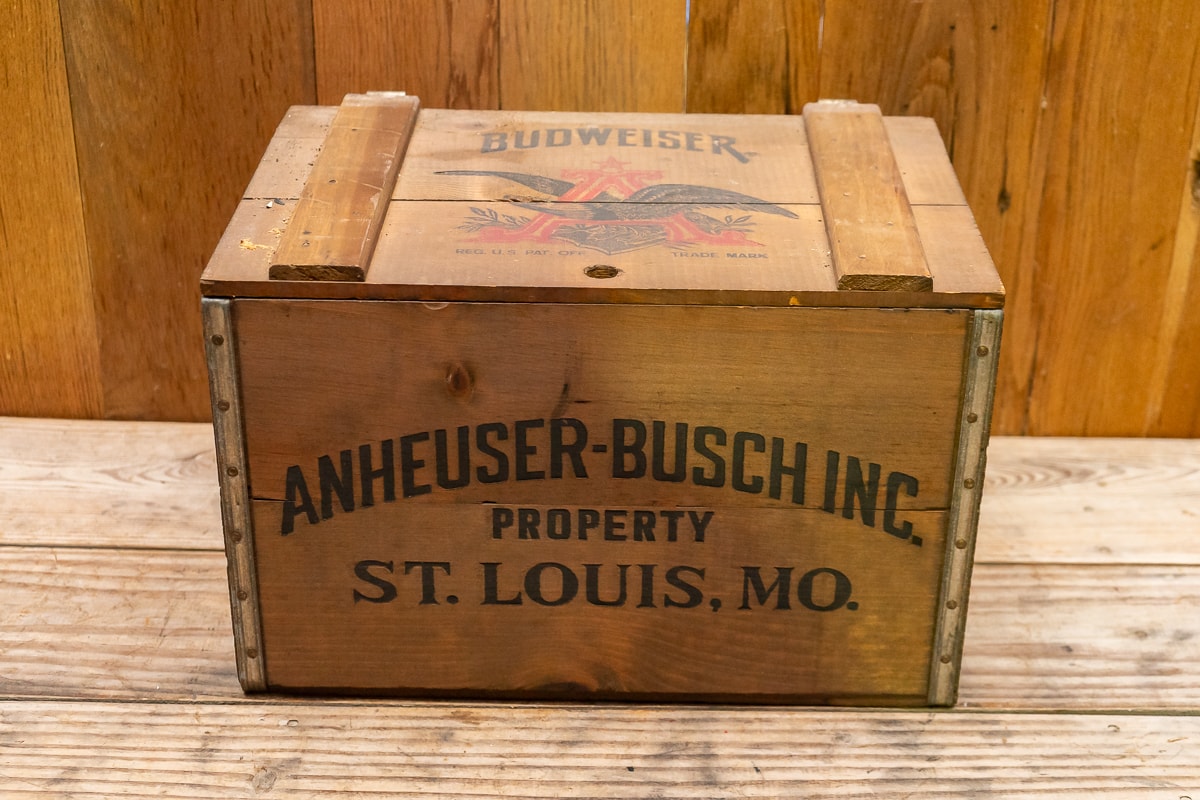 BUDWEISER
REG. U.S. PAT. OFF. TRADE MARK
ANHEUSER-BUSCH INC.
PROPERTY
ST. LOUIS, MO.